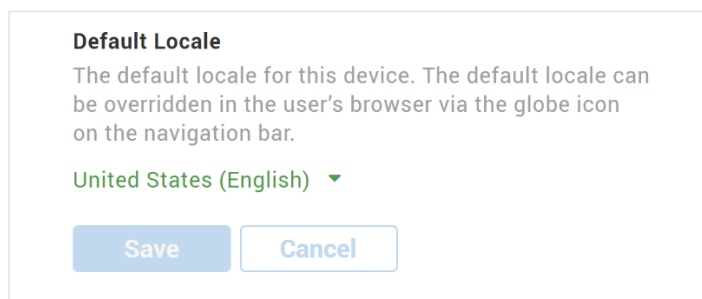 Default Locale
The default locale for this device. The default locale can
be overridden in the user's browser via the globe icon
on the navigation bar.
United States (English)
Save
Cancel